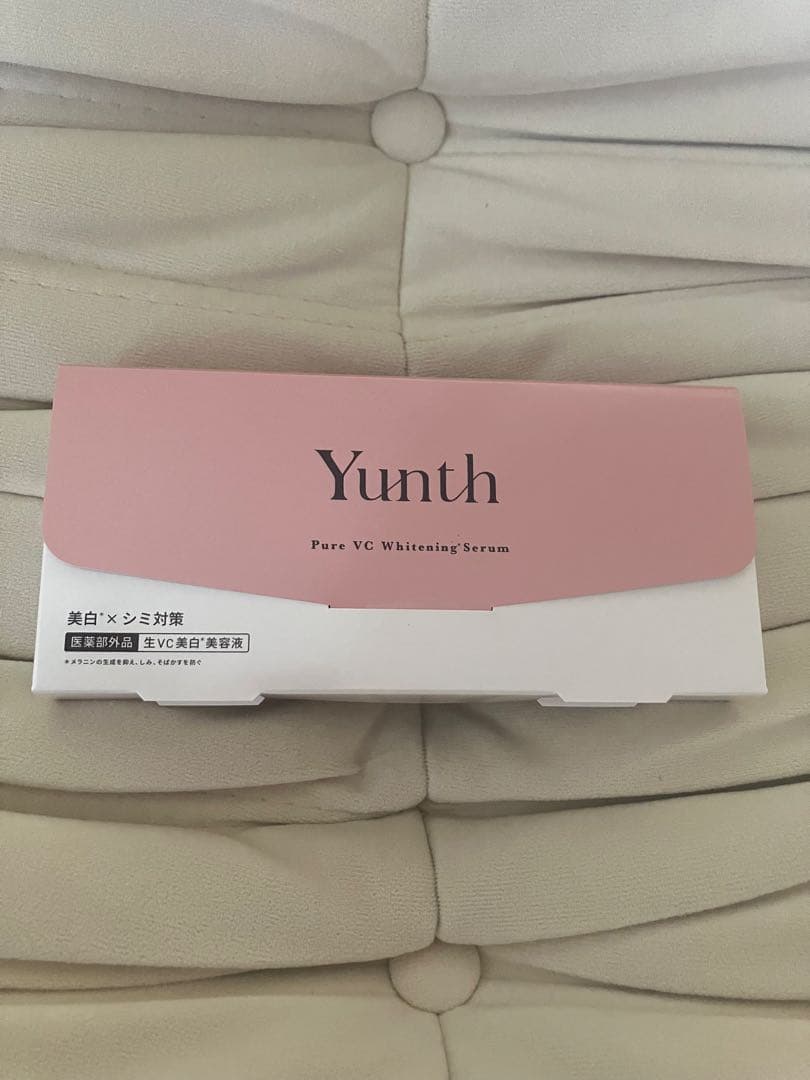 Yunth
Pure VC Whitening*Serum
美白*×シミ対策
医薬部外品 生VC美白*美容液
*メラニンの生成を抑え、しみ、そばかすを防ぐ